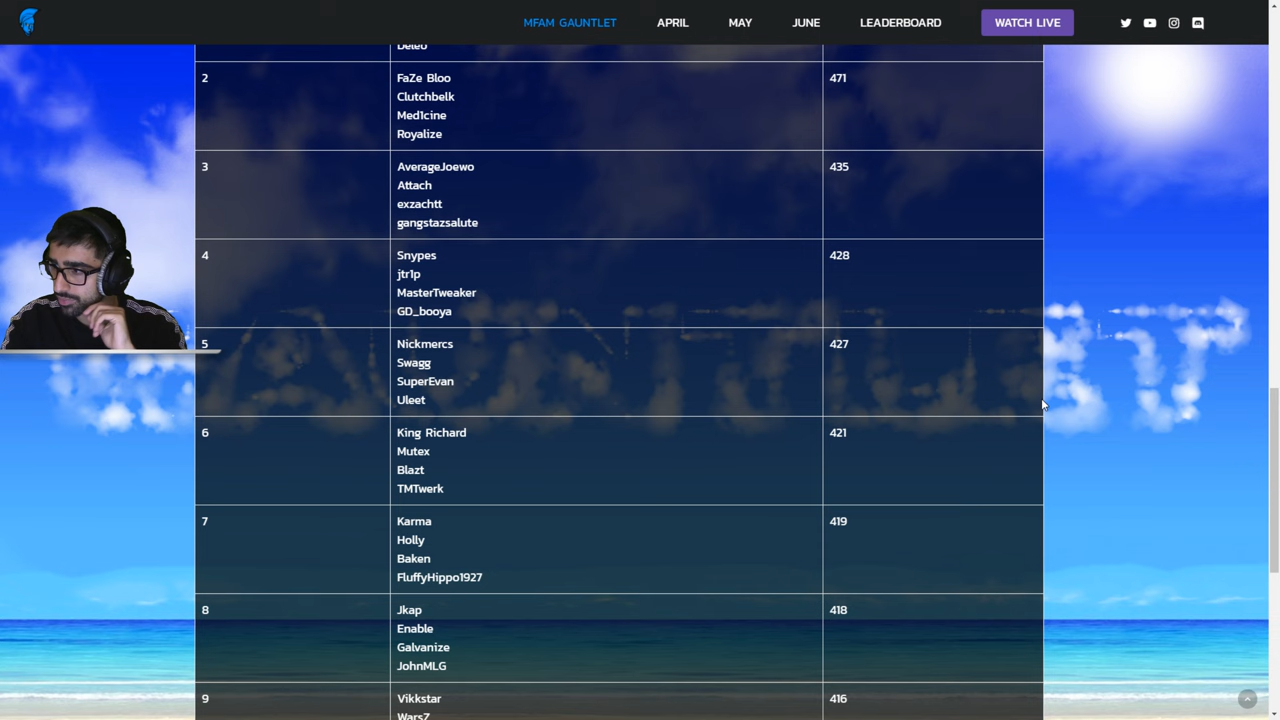 MFAM GAUNTLET APRIL MAY JUNE LEADERBOARD WATCH LIVE
Deleo
2 FaZe Bloo 471
Clutchbelk
Med1cine
Royalize
3 AverageJoewo 435
Attach
exzachtt
gangstazsalute
4 Snypes 428
jtr1p
MasterTweaker
GD_booya
5 Nickmercs 427
Swagg
SuperEvan
Uleet
6 King Richard 421
Mutex
Blazt
TMTwerk
7 Karma 419
Holly
Baken
FluffyHippo1927
8 Jkap 418
Enable
Galvanize
JohnMLG
9 Vikkstar 416
WarsZ